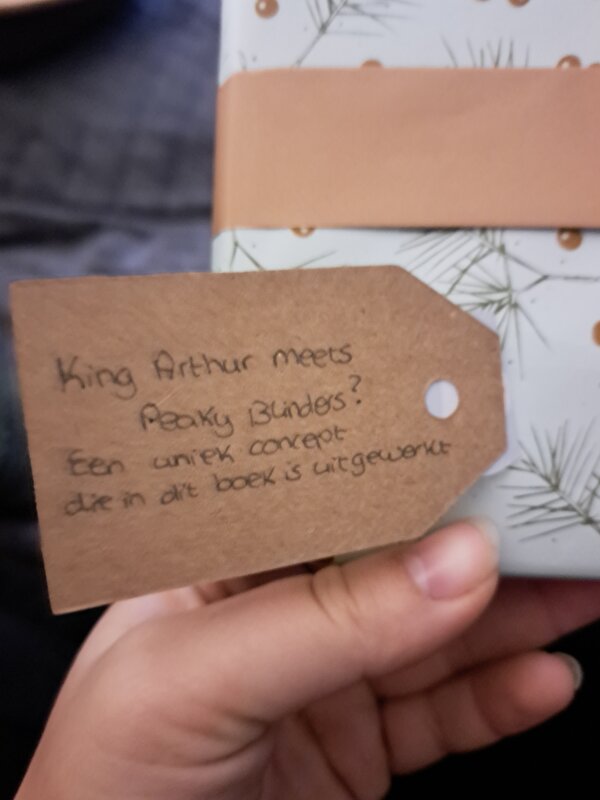 King Arthur meets
Peaky Blinders?
Een uniek concept
die in dit boek is uitgewerkt